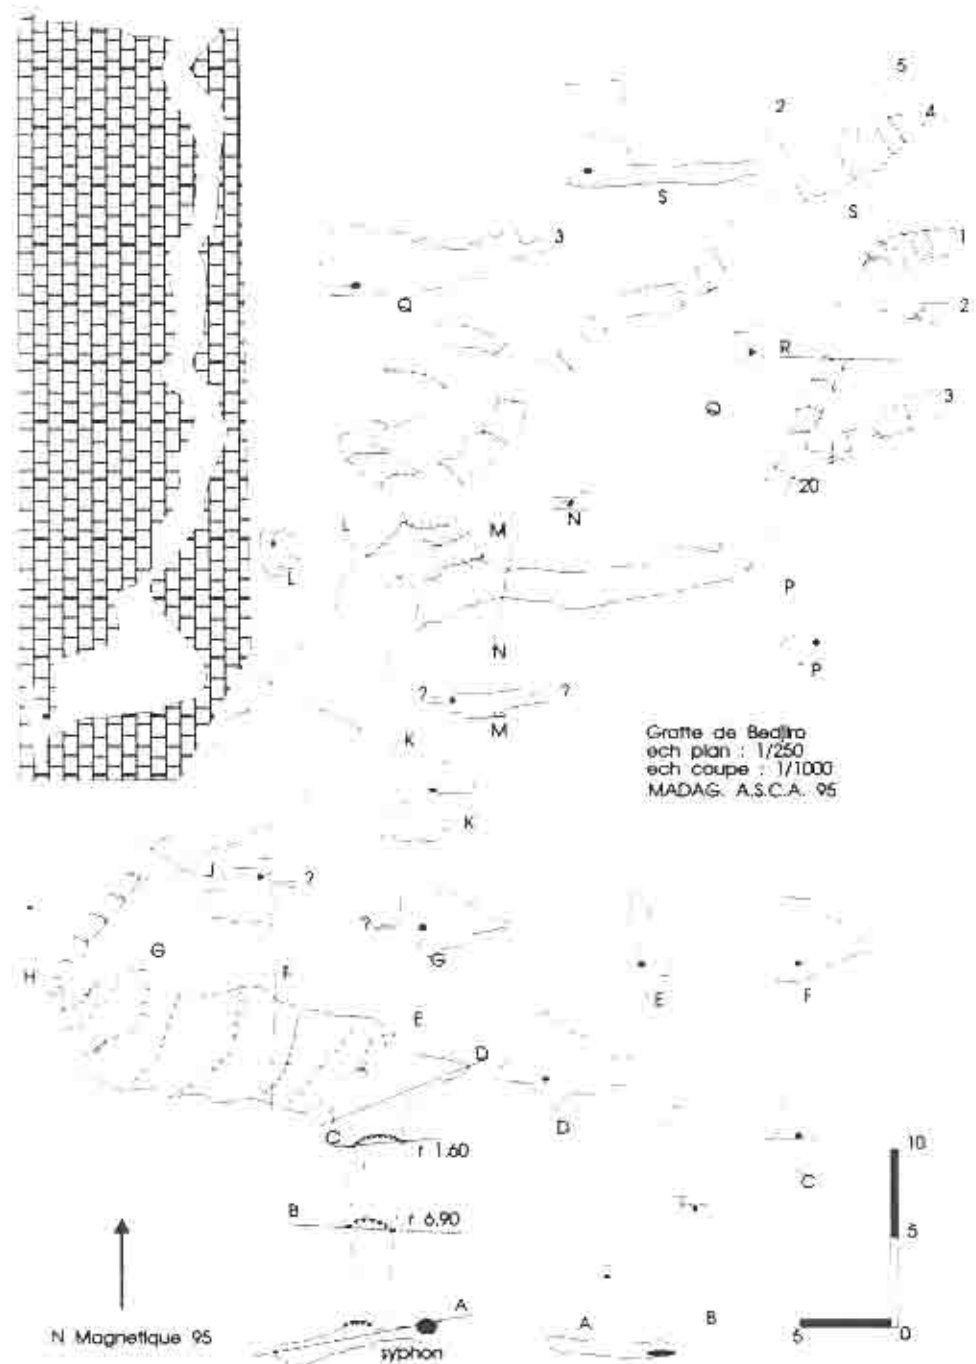 5
2
4
S
S
3
1
Q
2
R
Q
3
20
N
L
M
L
P
N
P
? ?
M
K
Grotte de Bedjiro
ech plan : 1/250
ech coupe : 1/1000
MADAG. A.S.C.A. 95
K
J
?
G
?
G
H
F
E
F
E
D
D
C
r 1.60
10
C
B
r 6,90
5
A
A
B
N Magnetique 95
syphon
5
0